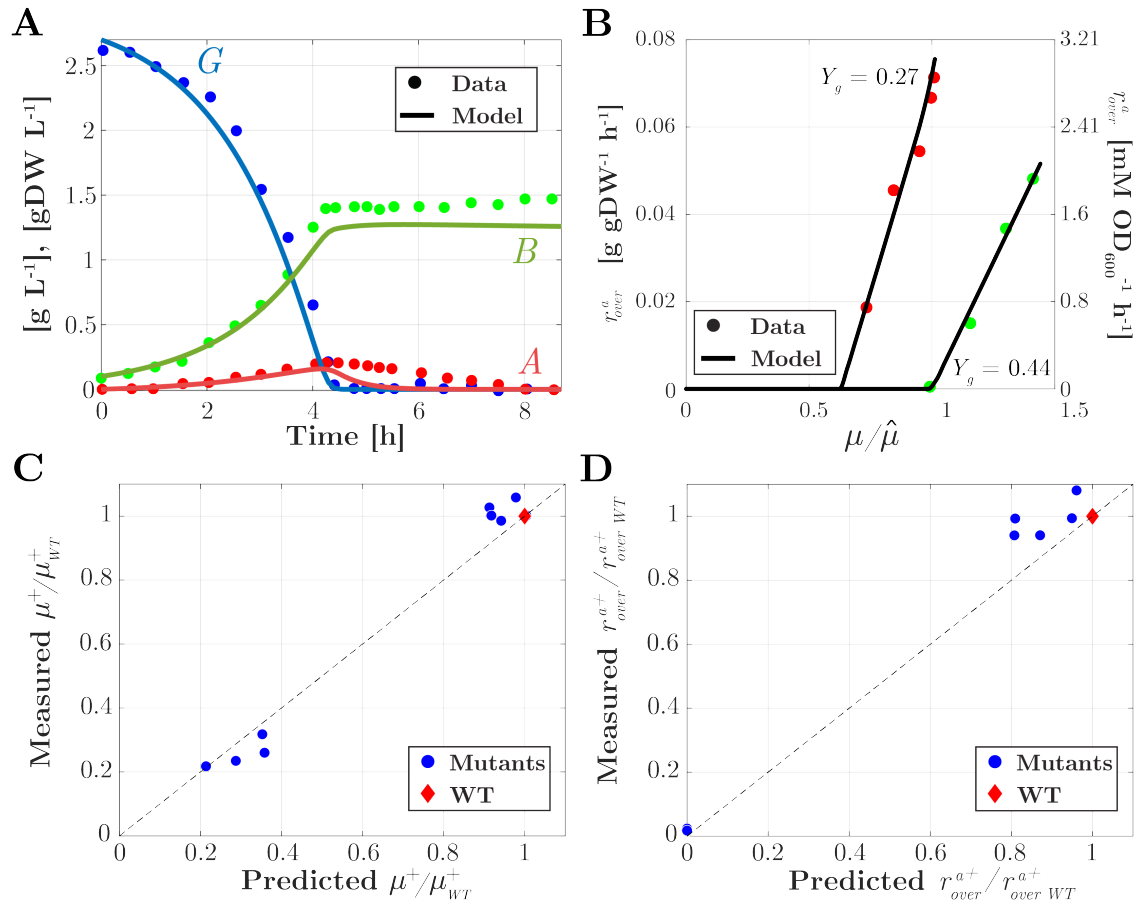 A
[g L⁻¹], [gDW L⁻¹]
2.5
2
1.5
1
0.5
0
G
B
A
Data
Model
0
2
4
6
8
Time [h]
B
r^a_over [g gDW⁻¹ h⁻¹]
0.08
0.06
0.04
0.02
0
Y_g = 0.27
Y_g = 0.44
Data
Model
3.21
2.41
1.6
0.8
0
r^a_over [mM OD₆₀₀⁻¹ h⁻¹]
0
0.5
1
1.5
μ/μ̂
C
Measured μ⁺/μ⁺_WT
1
0.8
0.6
0.4
0.2
0
Mutants
WT
0
0.2
0.4
0.6
0.8
1
Predicted μ⁺/μ⁺_WT
D
Measured r^a+_over/r^a+_over WT
1
0.8
0.6
0.4
0.2
0
Mutants
WT
0
0.2
0.4
0.6
0.8
1
Predicted r^a+_over/r^a+_over WT